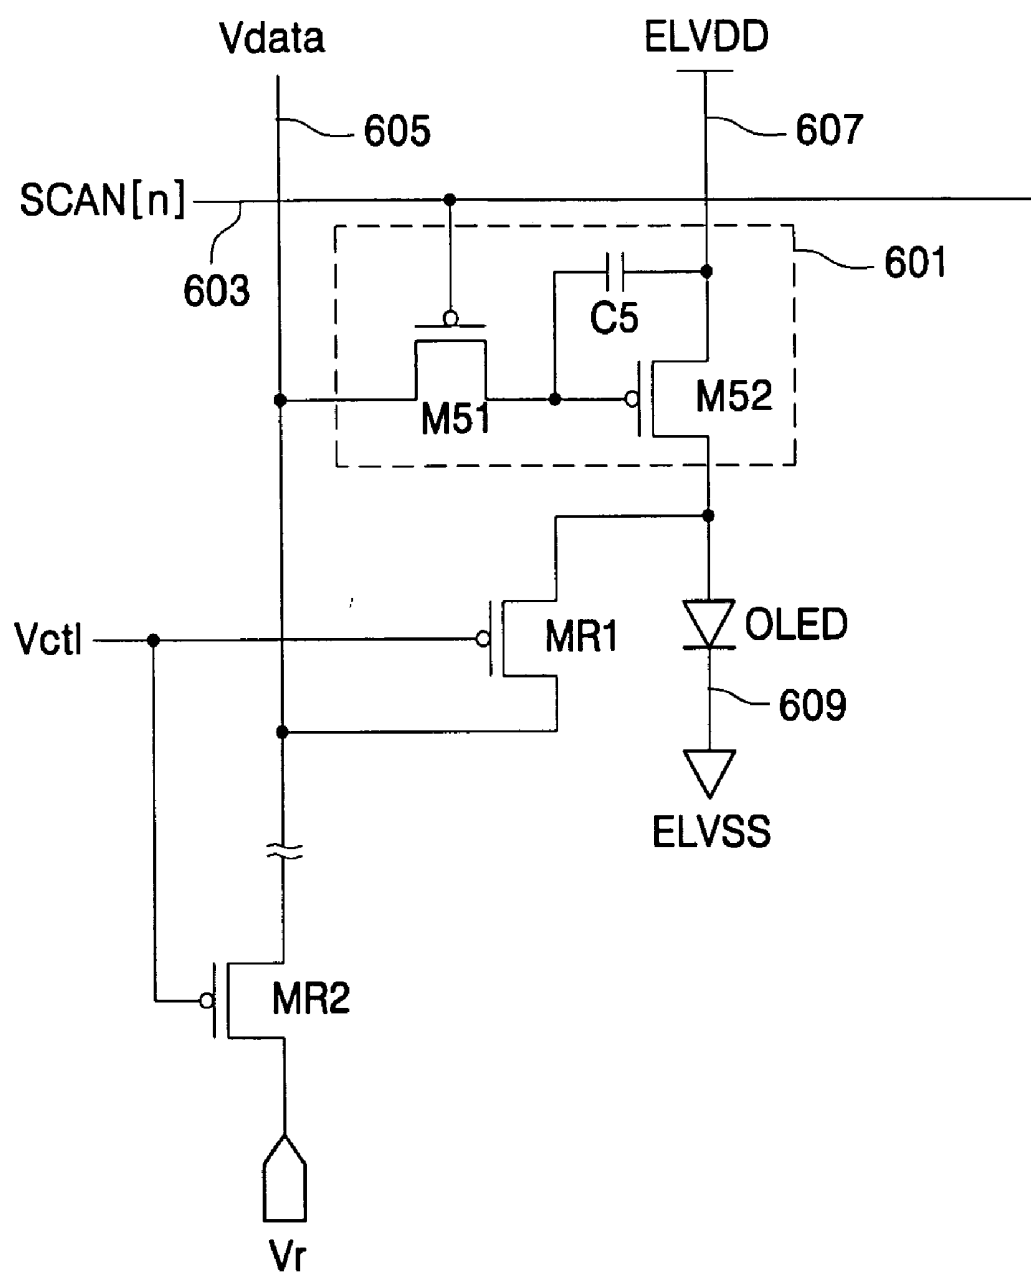 Vdata
ELVDD
605
607
SCAN[n]
603
601
C5
M51
M52
Vctl
MR1
OLED
609
ELVSS
MR2
Vr